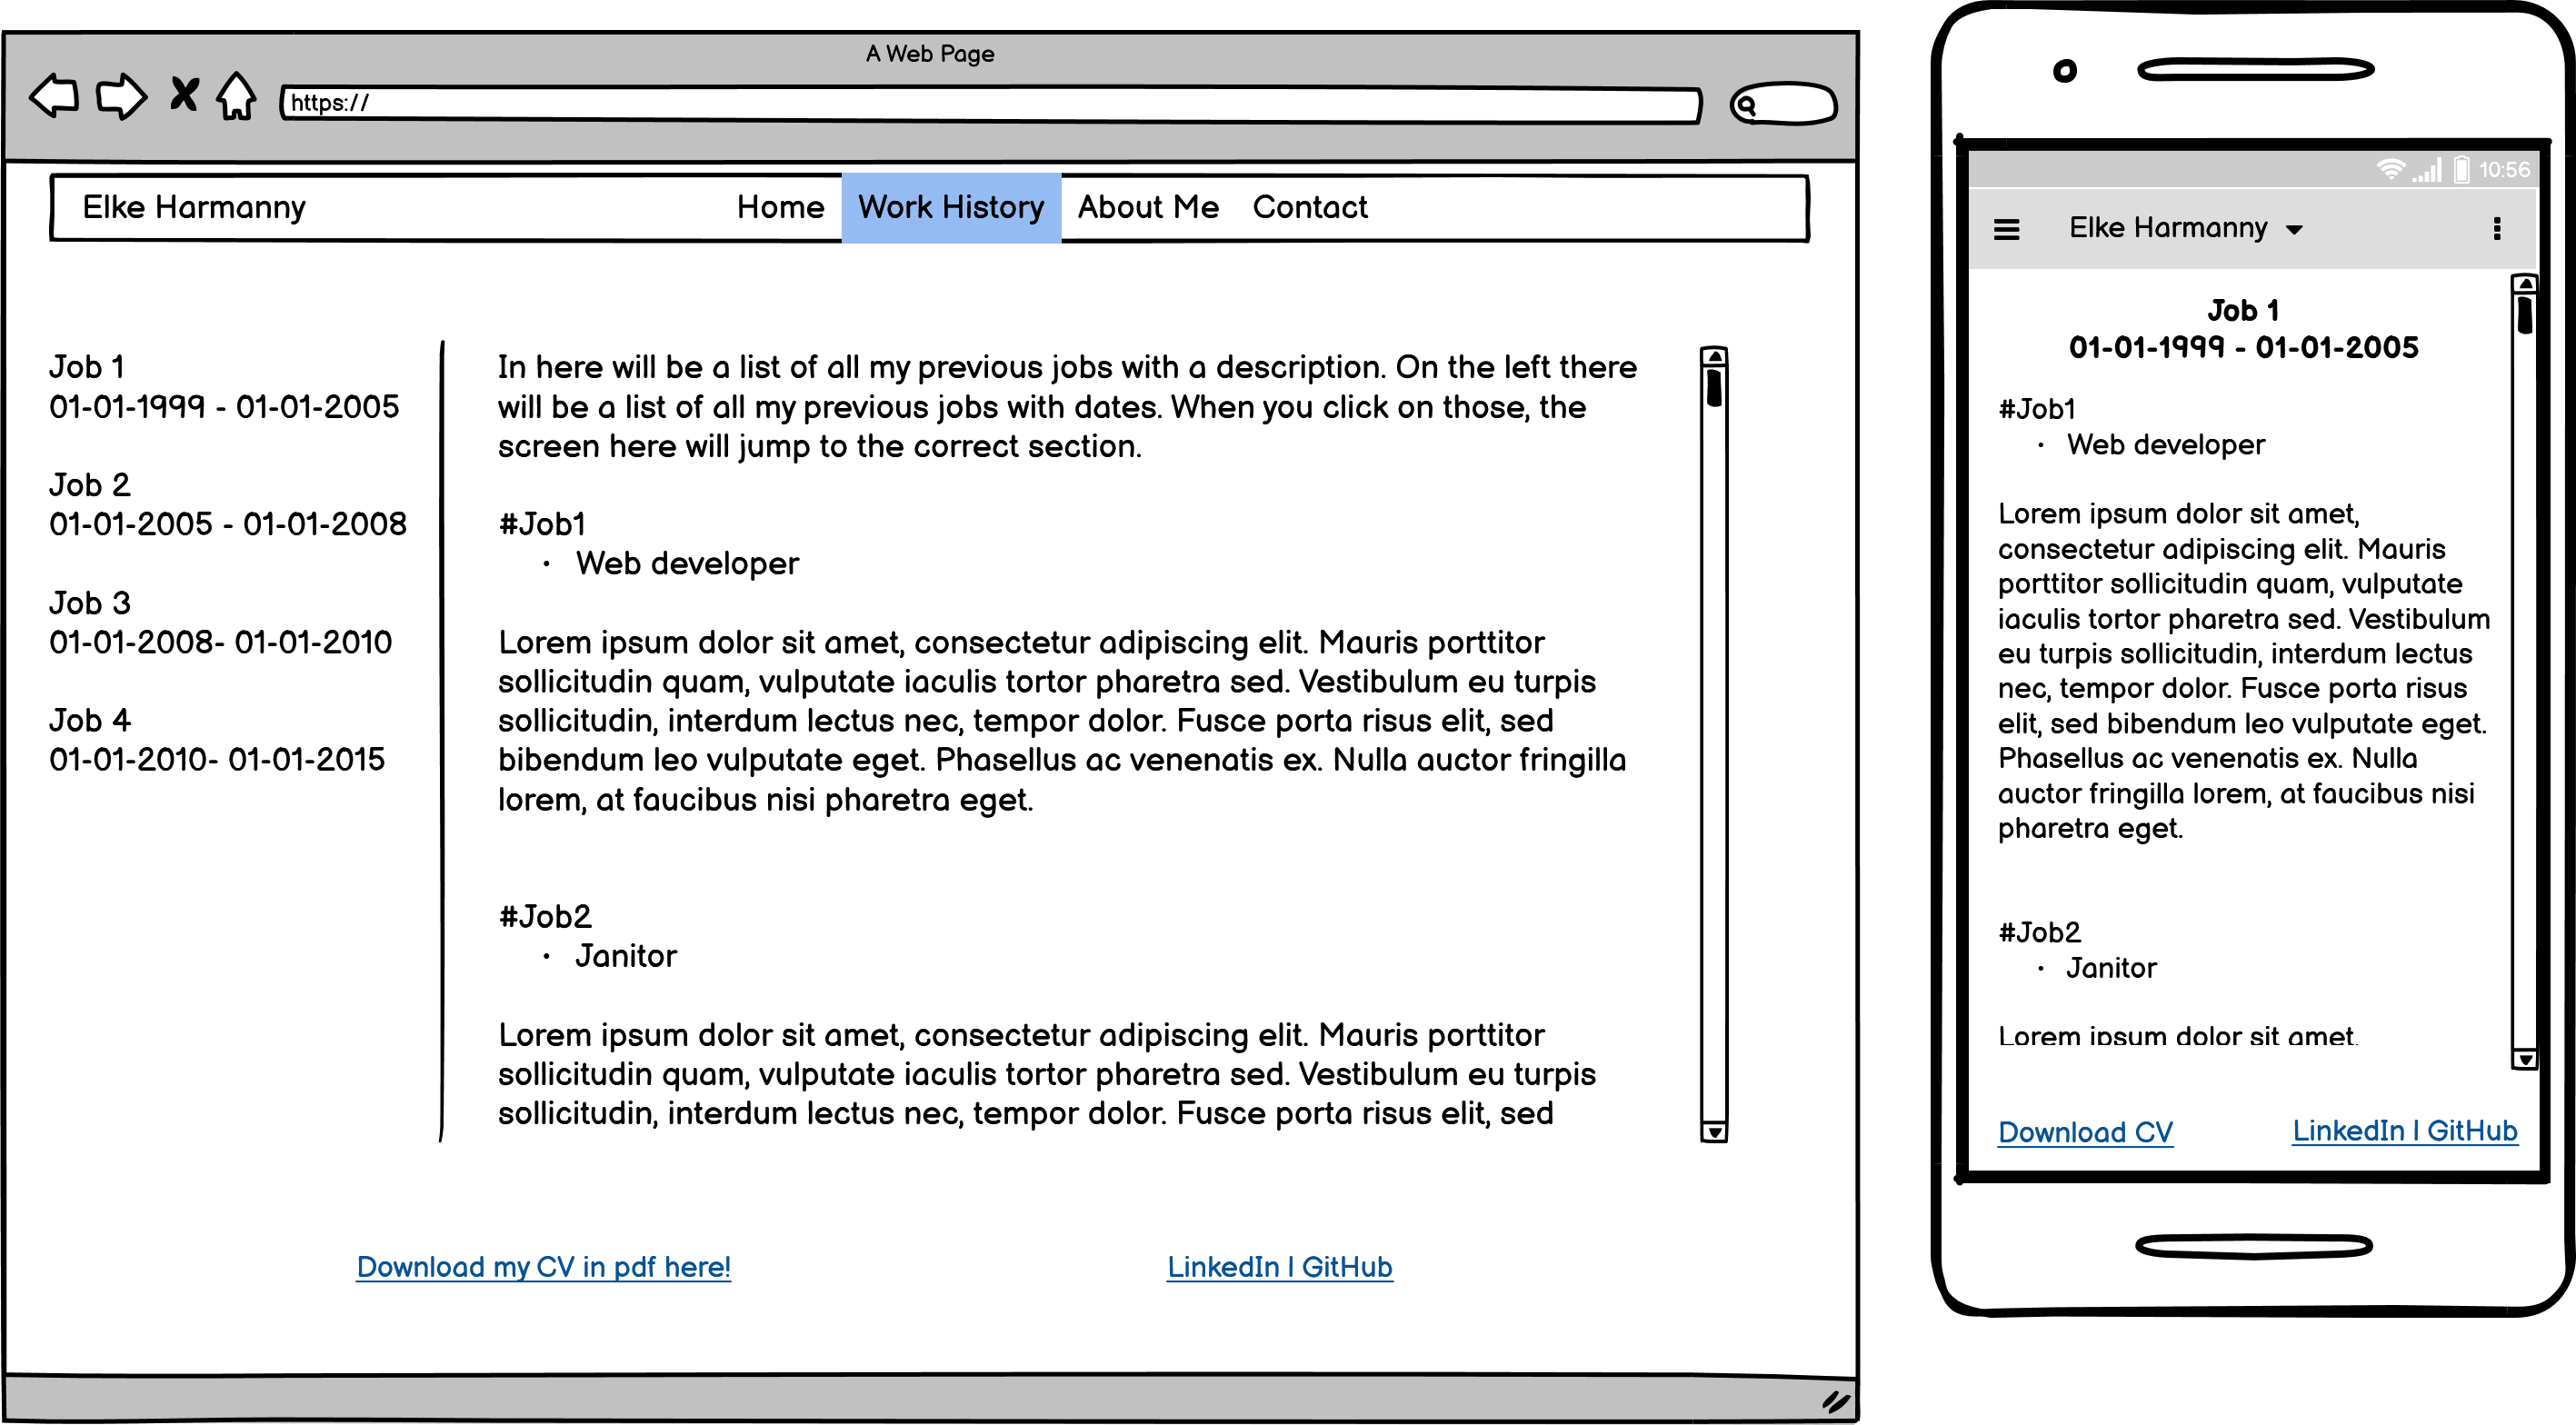 A Web Page
https://
Elke Harmanny Home Work History About Me Contact
Job 1
01-01-1999 - 01-01-2005
Job 2
01-01-2005 - 01-01-2008
Job 3
01-01-2008- 01-01-2010
Job 4
01-01-2010- 01-01-2015
In here will be a list of all my previous jobs with a description. On the left there
will be a list of all my previous jobs with dates. When you click on those, the
screen here will jump to the correct section.
#Job1
• Web developer
Lorem ipsum dolor sit amet, consectetur adipiscing elit. Mauris porttitor
sollicitudin quam, vulputate iaculis tortor pharetra sed. Vestibulum eu turpis
sollicitudin, interdum lectus nec, tempor dolor. Fusce porta risus elit, sed
bibendum leo vulputate eget. Phasellus ac venenatis ex. Nulla auctor fringilla
lorem, at faucibus nisi pharetra eget.
#Job2
• Janitor
Lorem ipsum dolor sit amet, consectetur adipiscing elit. Mauris porttitor
sollicitudin quam, vulputate iaculis tortor pharetra sed. Vestibulum eu turpis
sollicitudin, interdum lectus nec, tempor dolor. Fusce porta risus elit, sed
Download my CV in pdf here! LinkedIn | GitHub
10:56
Elke Harmanny
Job 1
01-01-1999 - 01-01-2005
#Job1
• Web developer
Lorem ipsum dolor sit amet,
consectetur adipiscing elit. Mauris
porttitor sollicitudin quam, vulputate
iaculis tortor pharetra sed. Vestibulum
eu turpis sollicitudin, interdum lectus
nec, tempor dolor. Fusce porta risus
elit, sed bibendum leo vulputate eget.
Phasellus ac venenatis ex. Nulla
auctor fringilla lorem, at faucibus nisi
pharetra eget.
#Job2
• Janitor
Lorem ipsum dolor sit amet,
Download CV LinkedIn | GitHub